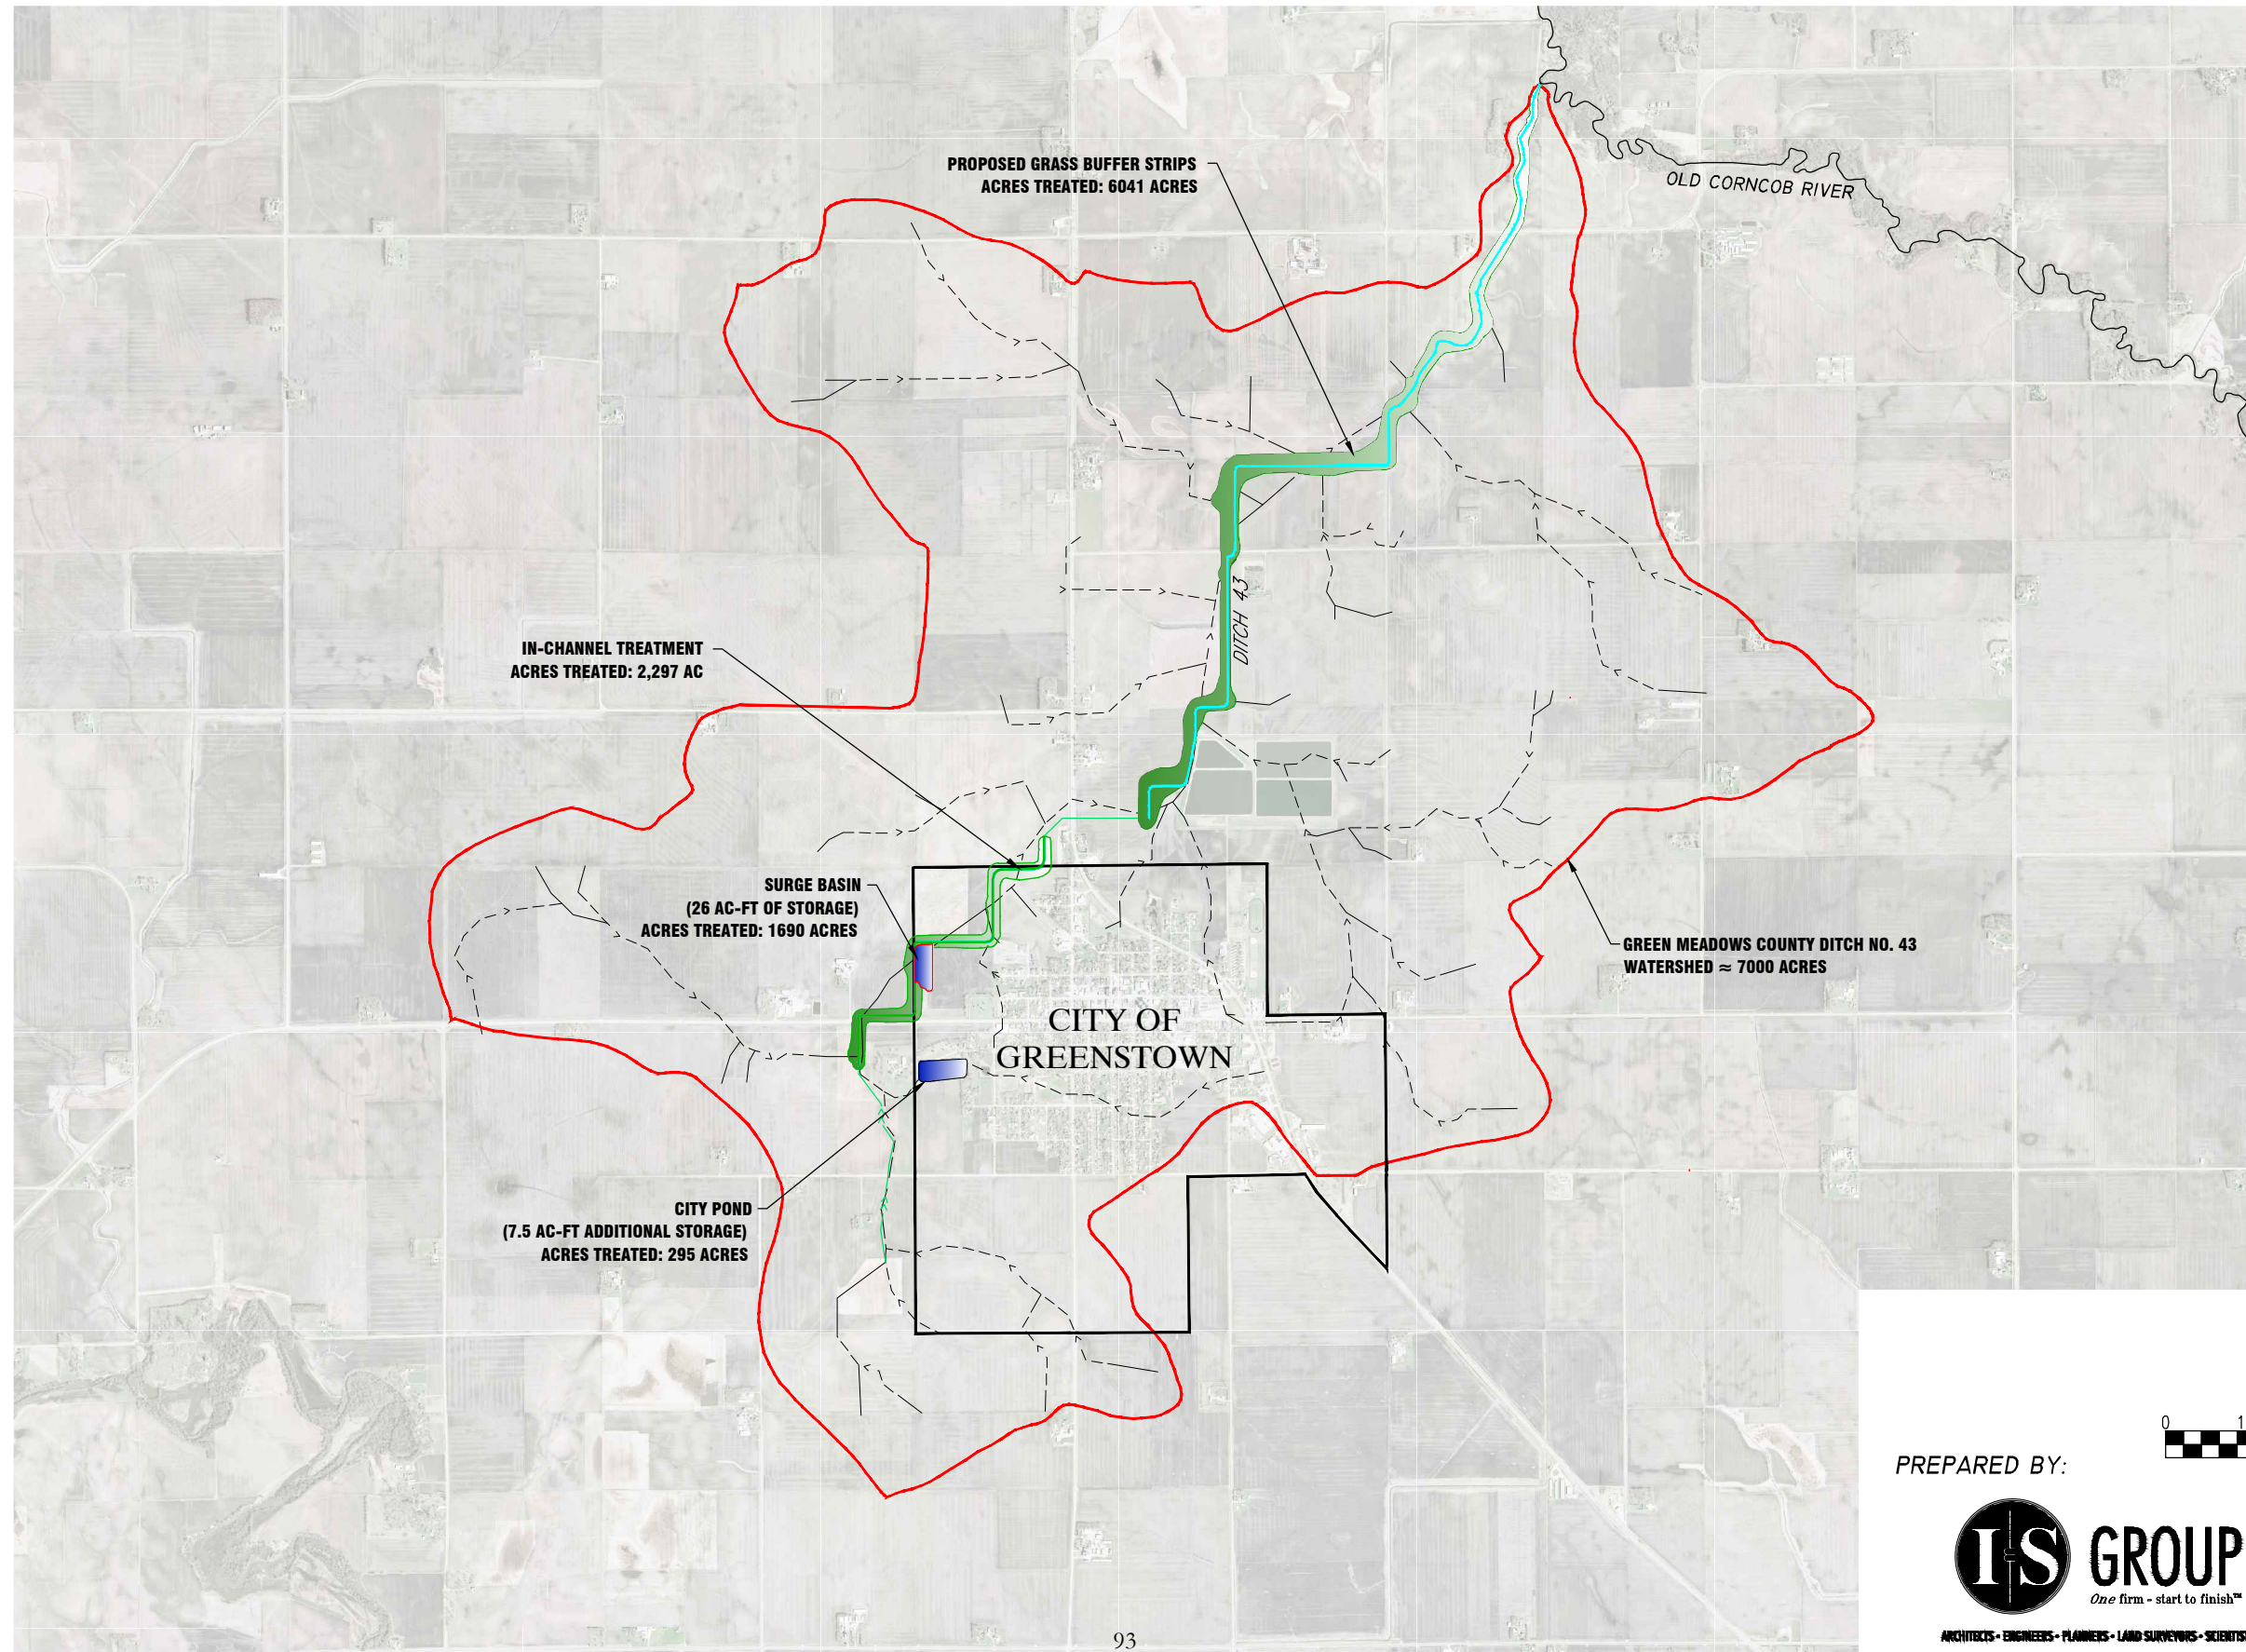 PROPOSED GRASS BUFFER STRIPS
ACRES TREATED: 6041 ACRES
OLD CORNCOB RIVER
DITCH 43
IN-CHANNEL TREATMENT
ACRES TREATED: 2,297 AC
SURGE BASIN
(26 AC-FT OF STORAGE)
ACRES TREATED: 1690 ACRES
GREEN MEADOWS COUNTY DITCH NO. 43
WATERSHED ≈ 7000 ACRES
CITY OF
GREENSTOWN
CITY POND
(7.5 AC-FT ADDITIONAL STORAGE)
ACRES TREATED: 295 ACRES
0 1
PREPARED BY:
I&S GROUP
One firm - start to finish™
ARCHITECTS • ENGINEERS • PLANNERS • LAND SURVEYORS • SCIENTIS
93